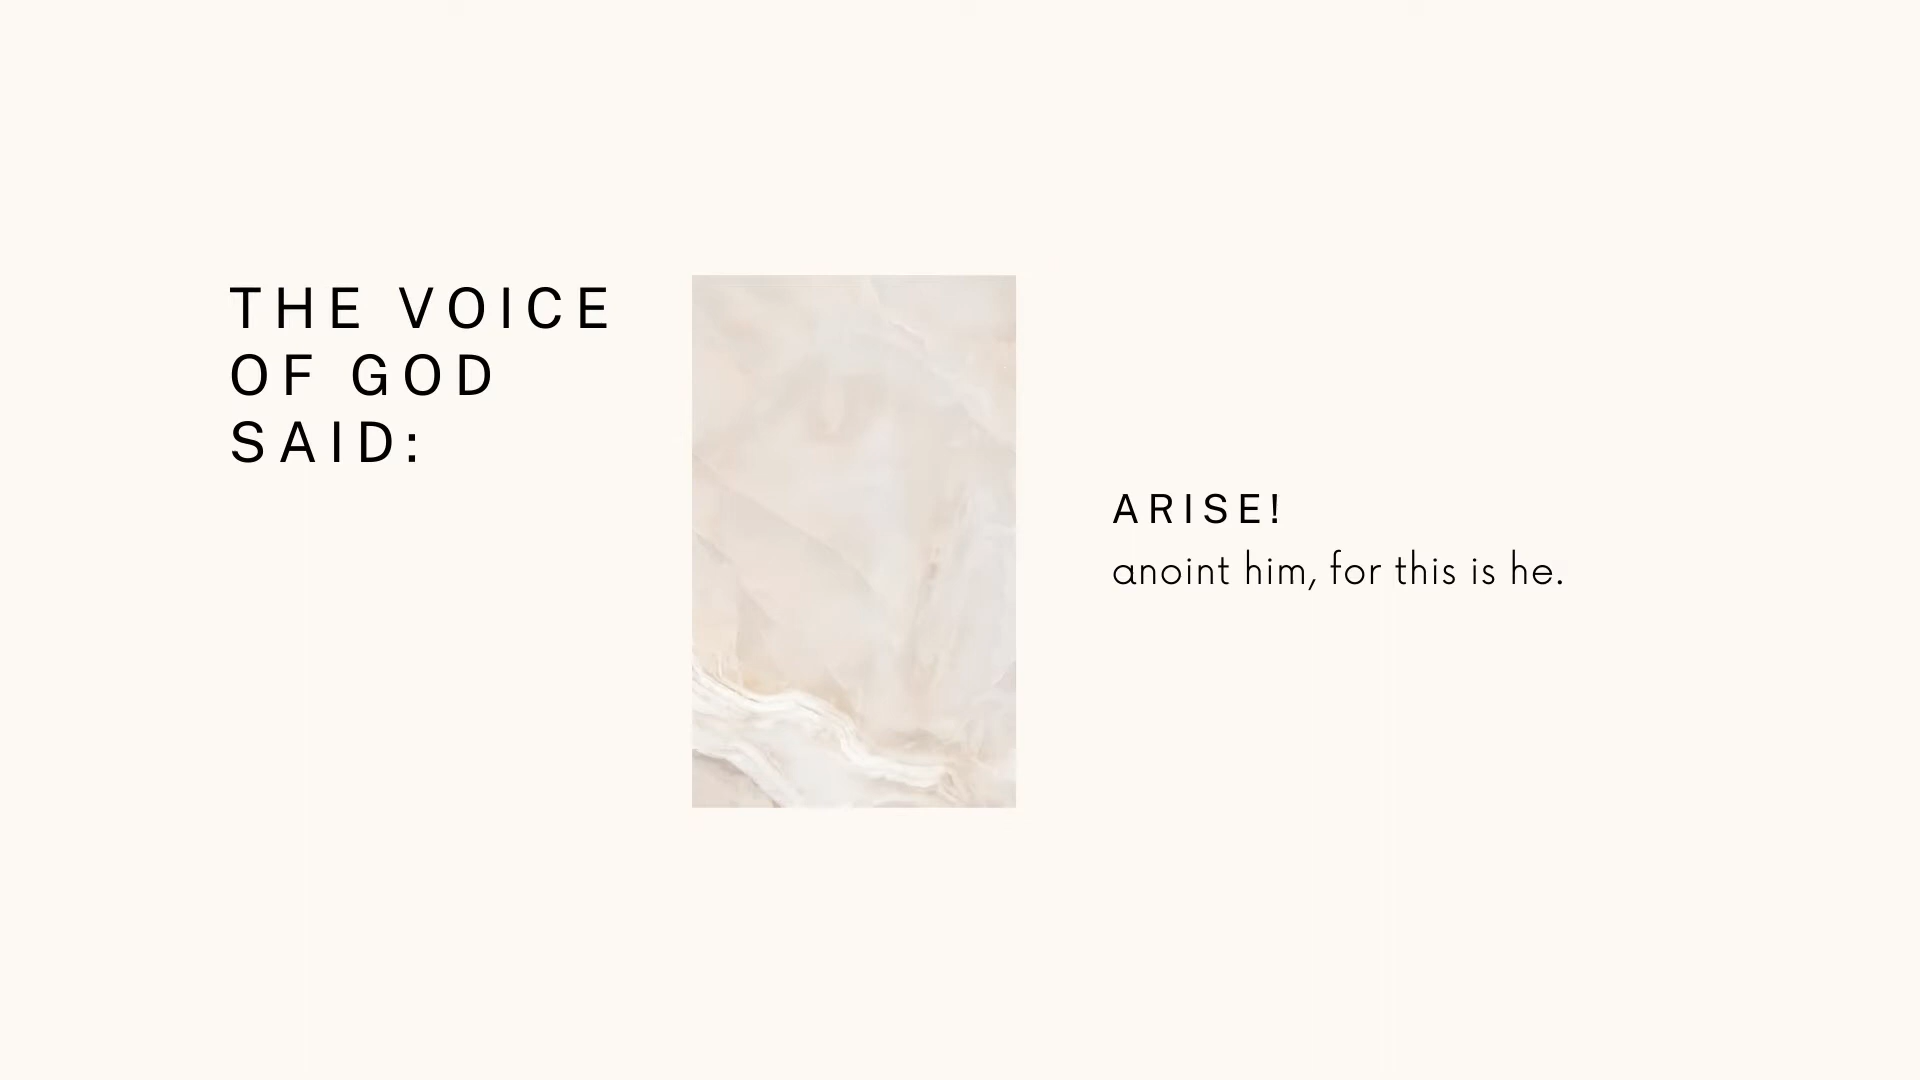 THE VOICE
OF GOD
SAID:
ARISE!
anoint him, for this is he.